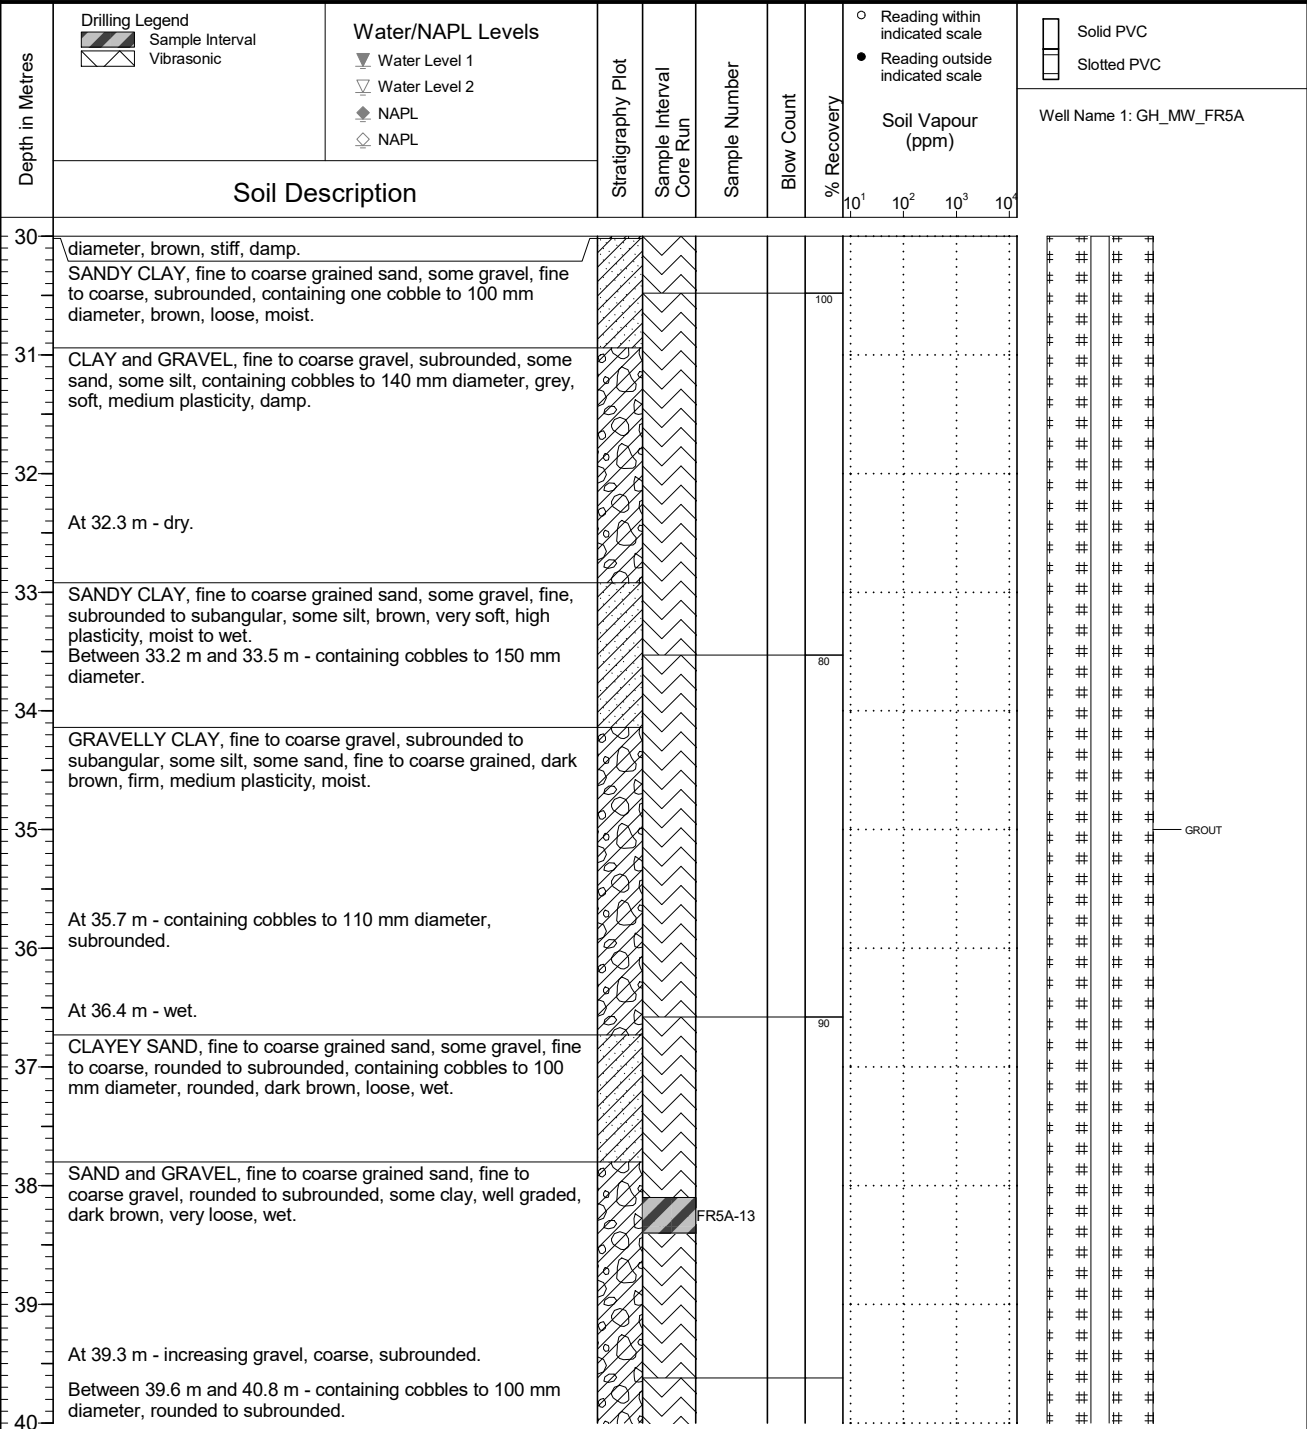 Drilling Legend
Sample Interval
Vibrasonic
Water/NAPL Levels
Water Level 1
Water Level 2
NAPL
NAPL
Depth in Metres
Soil Description
Stratigraphy Plot
Sample Interval
Core Run
Sample Number
Blow Count
% Recovery
Reading within
indicated scale
Reading outside
indicated scale
Soil Vapour
(ppm)
10¹ 10² 10³ 10⁴
Solid PVC
Slotted PVC
Well Name 1: GH_MW_FR5A
30
diameter, brown, stiff, damp.
SANDY CLAY, fine to coarse grained sand, some gravel, fine
to coarse, subrounded, containing one cobble to 100 mm
diameter, brown, loose, moist.
100
31
CLAY and GRAVEL, fine to coarse gravel, subrounded, some
sand, some silt, containing cobbles to 140 mm diameter, grey,
soft, medium plasticity, damp.
32
At 32.3 m - dry.
33
SANDY CLAY, fine to coarse grained sand, some gravel, fine,
subrounded to subangular, some silt, brown, very soft, high
plasticity, moist to wet.
Between 33.2 m and 33.5 m - containing cobbles to 150 mm
diameter.
80
34
GRAVELLY CLAY, fine to coarse gravel, subrounded to
subangular, some silt, some sand, fine to coarse grained, dark
brown, firm, medium plasticity, moist.
35
GROUT
At 35.7 m - containing cobbles to 110 mm diameter,
subrounded.
36
At 36.4 m - wet.
90
CLAYEY SAND, fine to coarse grained sand, some gravel, fine
to coarse, rounded to subrounded, containing cobbles to 100
mm diameter, rounded, dark brown, loose, wet.
37
38
SAND and GRAVEL, fine to coarse grained sand, fine to
coarse gravel, rounded to subrounded, some clay, well graded,
dark brown, very loose, wet.
FR5A-13
39
At 39.3 m - increasing gravel, coarse, subrounded.
Between 39.6 m and 40.8 m - containing cobbles to 100 mm
diameter, rounded to subrounded.
40